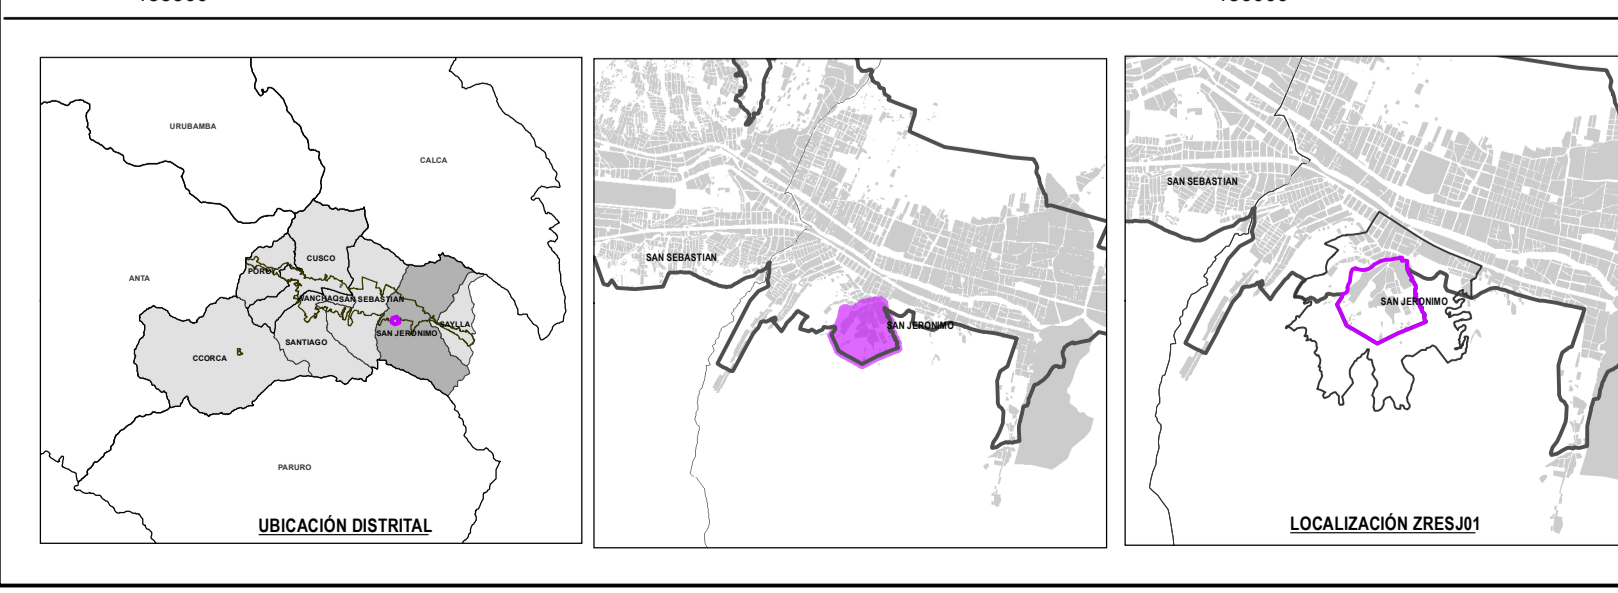 URUBAMBA
CALCA
ANTA
CUSCO
POROY
WANCHAQ
SAN SEBASTIAN
SAYLLA
SAN JERONIMO
SANTIAGO
CCORCA
PARURO
UBICACIÓN DISTRITAL
SAN SEBASTIAN
SAN JERONIMO
SAN SEBASTIAN
SAN JERONIMO
LOCALIZACIÓN ZRESJ01